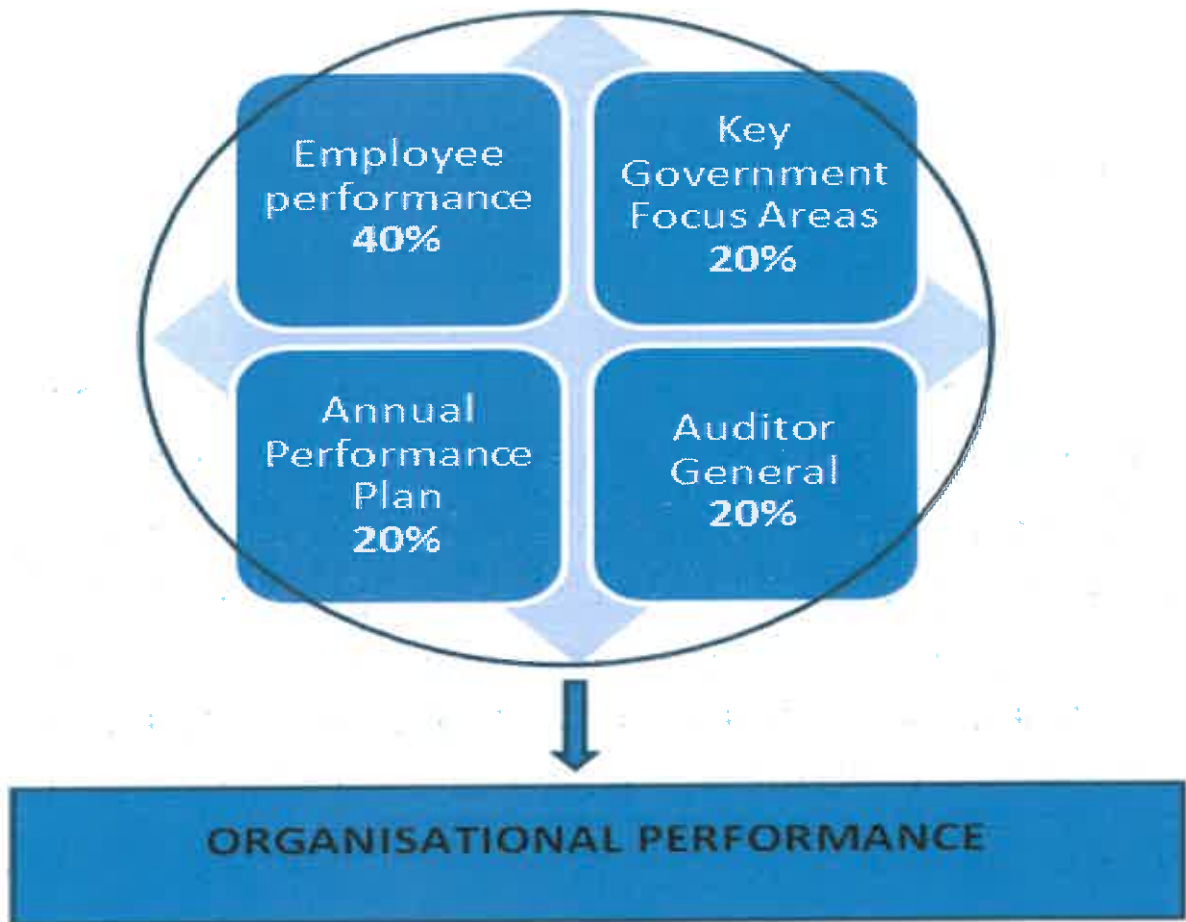 Employee
performance
40%
Key
Government
Focus Areas
20%
Annual
Performance
Plan
20%
Auditor
General
20%
ORGANISATIONAL PERFORMANCE